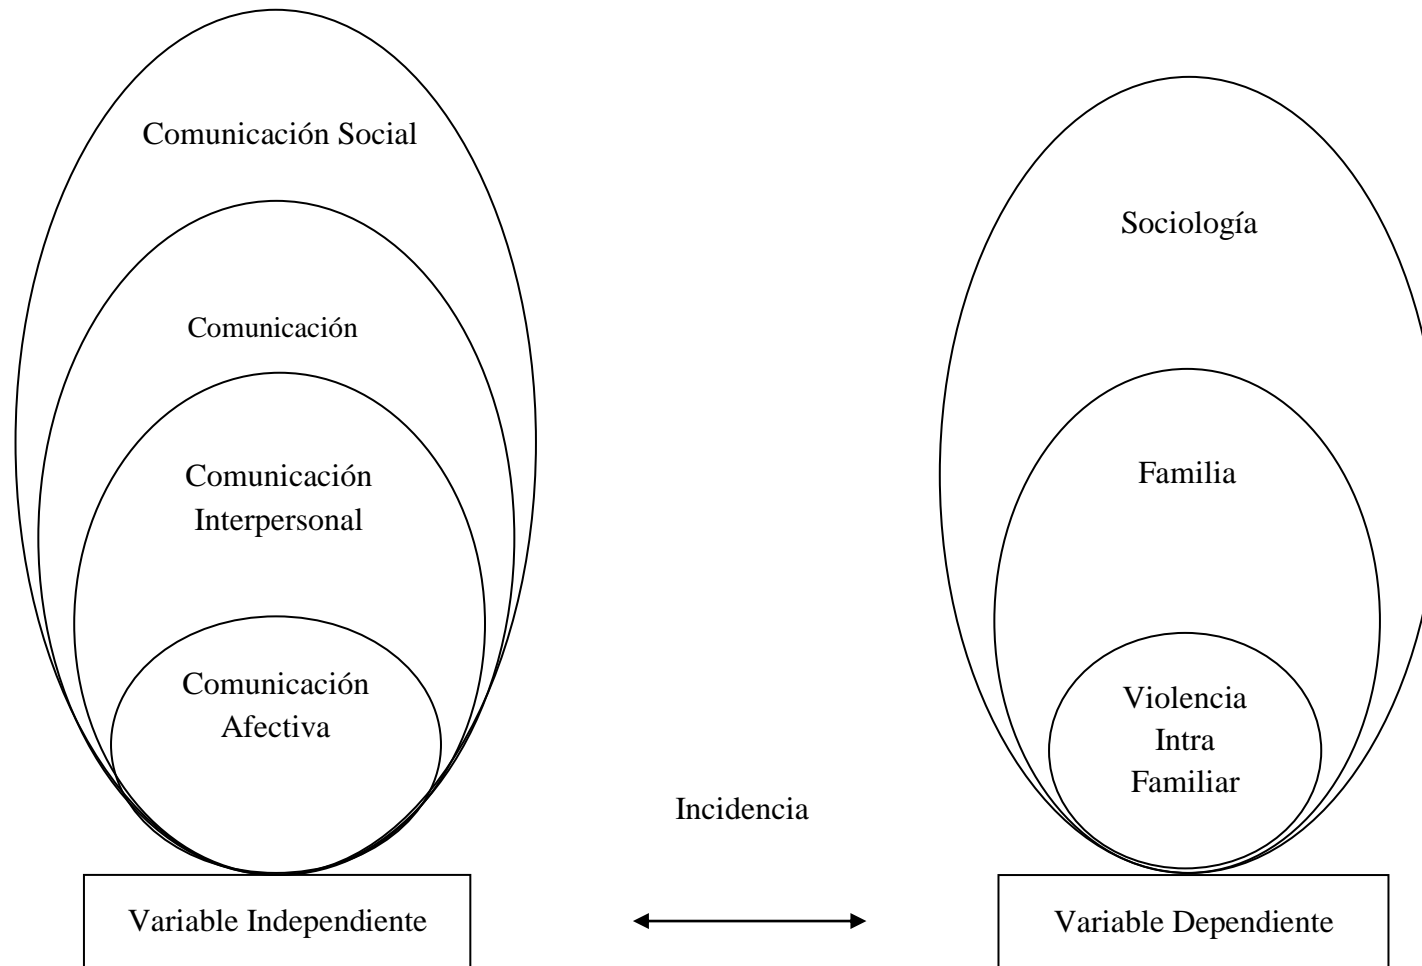 Comunicación Social
Comunicación
Comunicación
Interpersonal
Comunicación
Afectiva
Variable Independiente
Incidencia
Sociología
Familia
Violencia
Intra
Familiar
Variable Dependiente